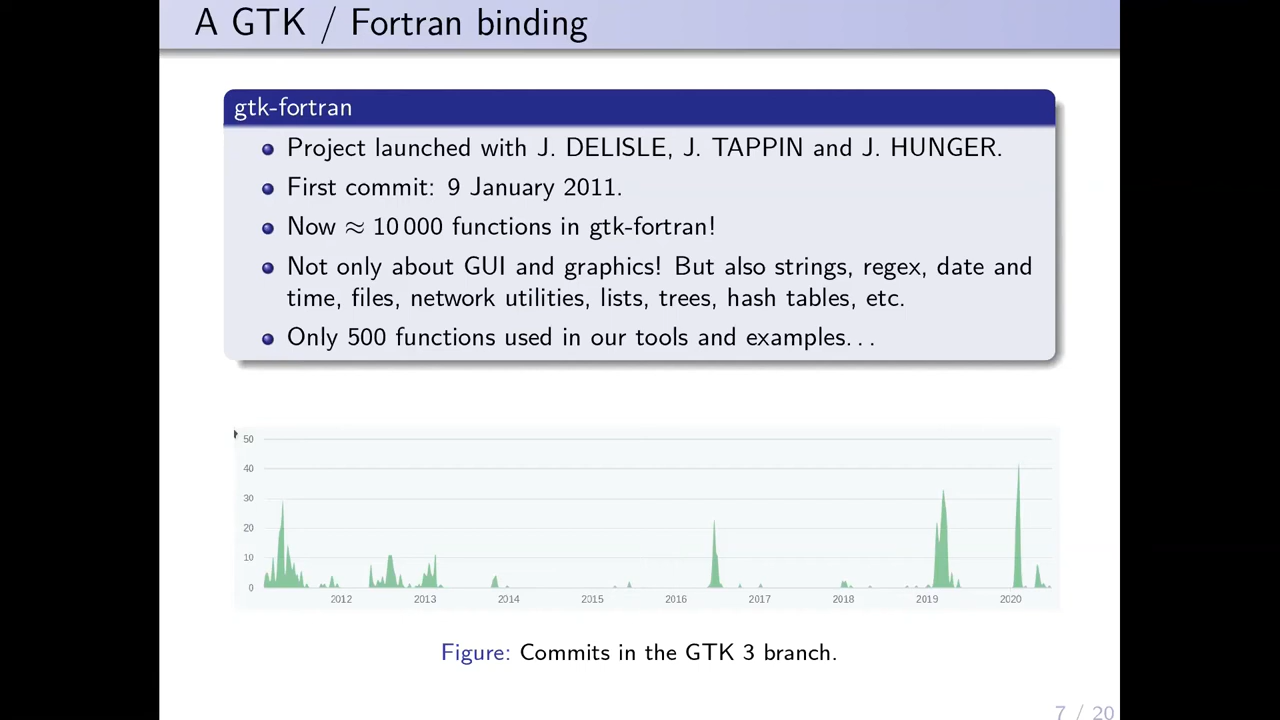 A GTK / Fortran binding
gtk-fortran
Project launched with J. DELISLE, J. TAPPIN and J. HUNGER.
First commit: 9 January 2011.
Now ≈ 10 000 functions in gtk-fortran!
Not only about GUI and graphics! But also strings, regex, date and
time, files, network utilities, lists, trees, hash tables, etc.
Only 500 functions used in our tools and examples...
50
40
30
20
10
0
2012 2013 2014 2015 2016 2017 2018 2019 2020
Figure: Commits in the GTK 3 branch.
7 / 20